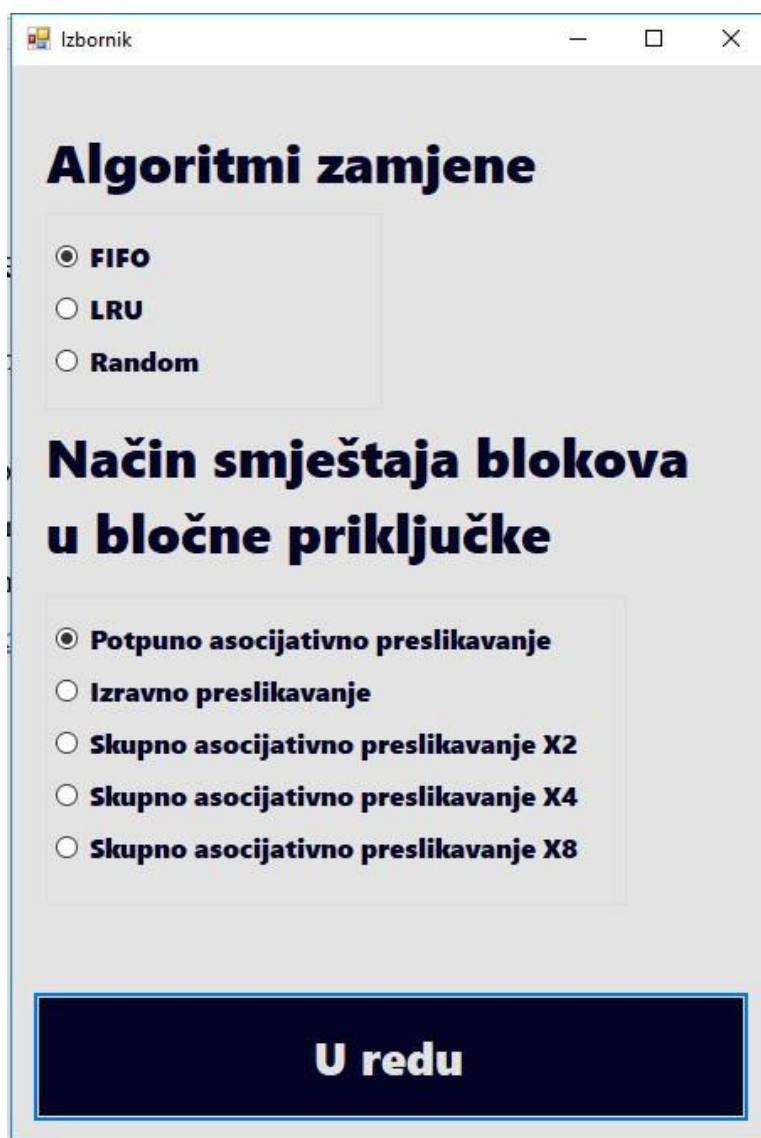 Izbornik
Algoritmi zamjene
FIFO
LRU
Random
Način smještaja blokova
u bločne priključke
Potpuno asocijativno preslikavanje
Izravno preslikavanje
Skupno asocijativno preslikavanje X2
Skupno asocijativno preslikavanje X4
Skupno asocijativno preslikavanje X8
U redu